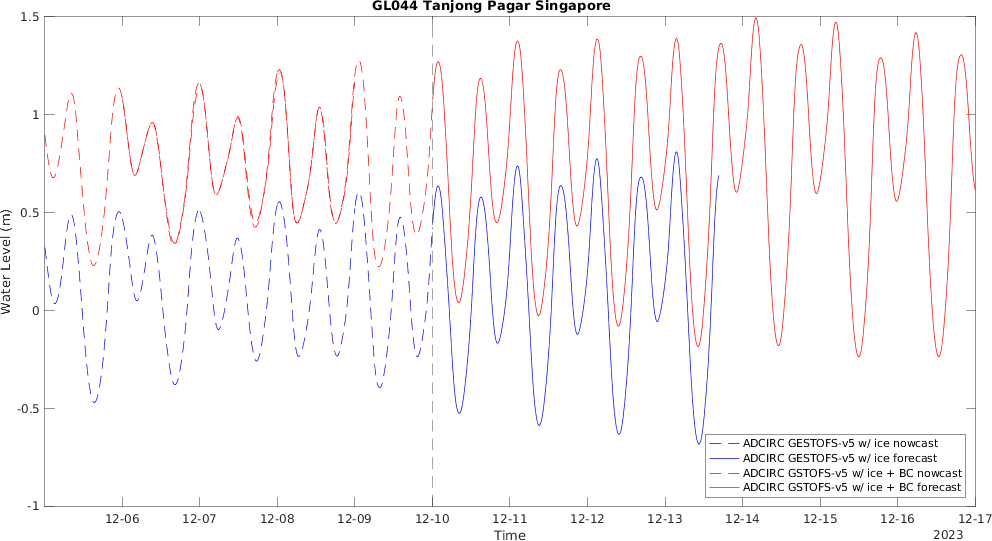 GL044 Tanjong Pagar Singapore
Water Level (m)
1.5
1
0.5
0
-0.5
-1
ADCIRC GESTOFS-v5 w/ ice nowcast
ADCIRC GESTOFS-v5 w/ ice forecast
ADCIRC GSTOFS-v5 w/ ice + BC nowcast
ADCIRC GSTOFS-v5 w/ ice + BC forecast
12-06 12-07 12-08 12-09 12-10 12-11 12-12 12-13 12-14 12-15 12-16 12-17
Time
2023